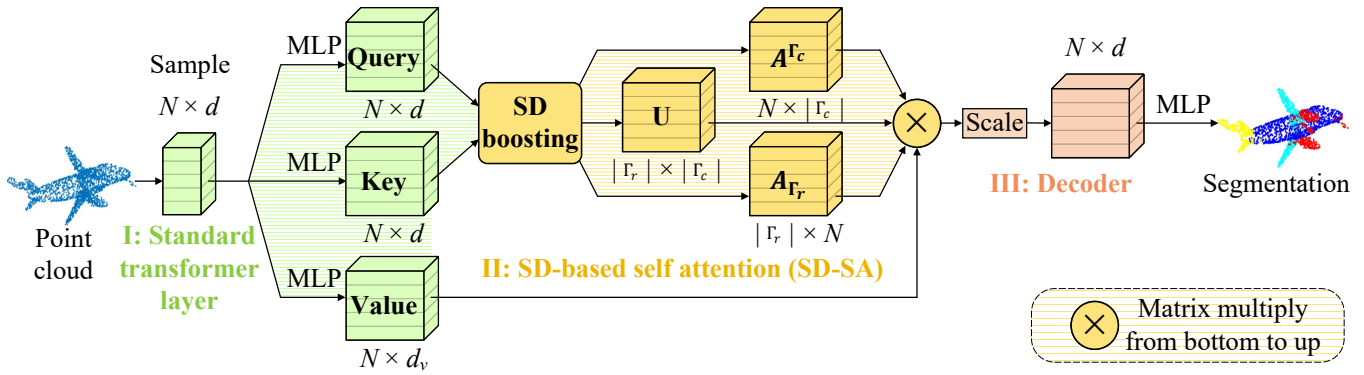 Point
cloud
Sample
N × d
I: Standard
transformer
layer
MLP
Query
N × d
MLP
Key
N × d
MLP
Value
N × d_v
SD
boosting
A^{Γ_c}
N × | Γ_c |
U
| Γ_r | × | Γ_c |
A_{Γ_r}
| Γ_r | × N
II: SD-based self attention (SD-SA)
×
Scale
N × d
III: Decoder
MLP
Segmentation
×
Matrix multiply
from bottom to up